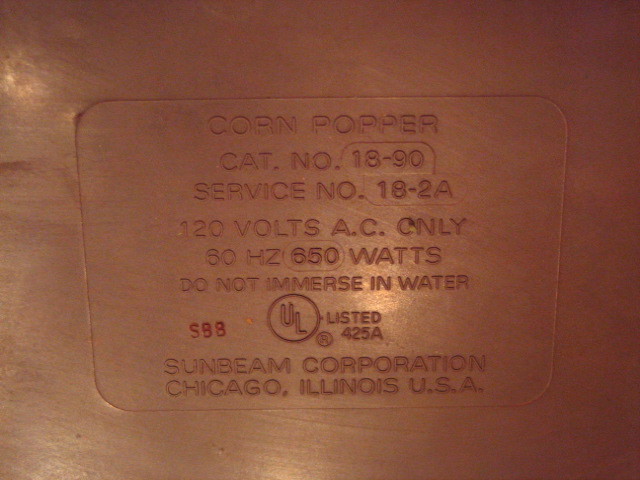 CORN POPPER
CAT. NO. 18-90
SERVICE NO. 18-2A
120 VOLTS A.C. ONLY
60 HZ 650 WATTS
DO NOT IMMERSE IN WATER
UL ® LISTED
425A
SBB
SUNBEAM CORPORATION
CHICAGO, ILLINOIS U.S.A.